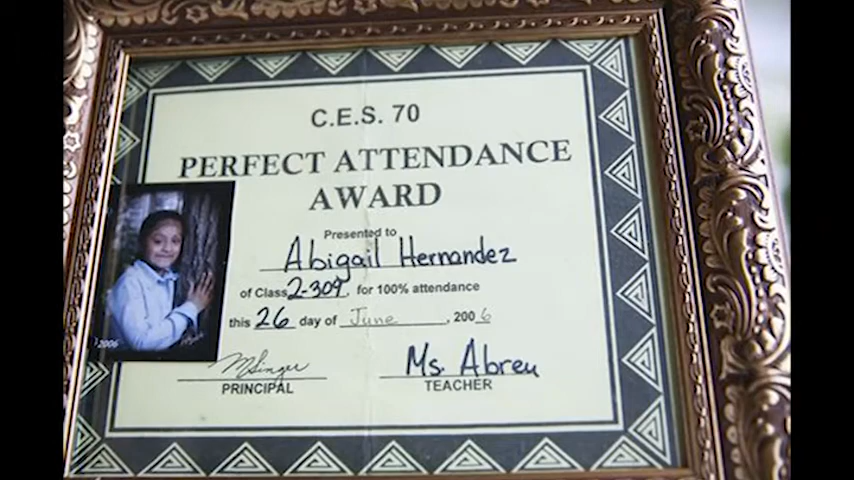 C.E.S. 70
PERFECT ATTENDANCE
AWARD
Presented to
Abigail Hernandez
of Class 2-309, for 100% attendance
this 26 day of June, 2006
MSinger Ms. Abreu
PRINCIPAL TEACHER
2006